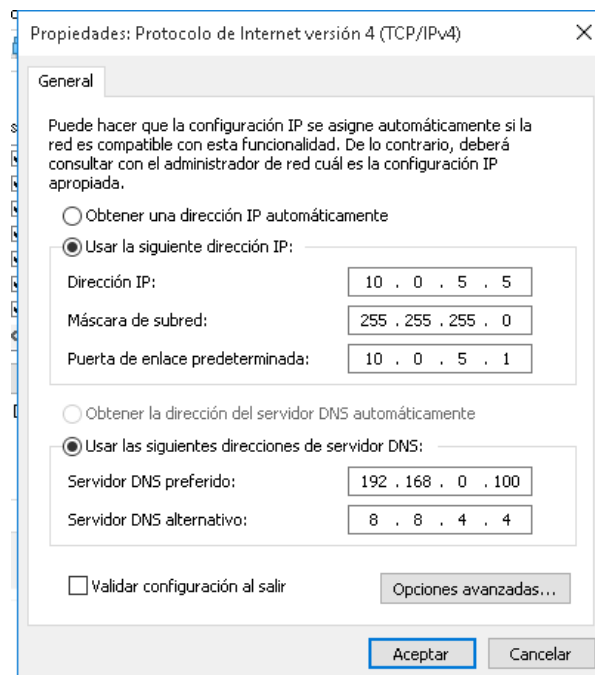 Propiedades: Protocolo de Internet versión 4 (TCP/IPv4)
General
Puede hacer que la configuración IP se asigne automáticamente si la
red es compatible con esta funcionalidad. De lo contrario, deberá
consultar con el administrador de red cuál es la configuración IP
apropiada.
Obtener una dirección IP automáticamente
Usar la siguiente dirección IP:
Dirección IP: 10 . 0 . 5 . 5
Máscara de subred: 255 . 255 . 255 . 0
Puerta de enlace predeterminada: 10 . 0 . 5 . 1
Obtener la dirección del servidor DNS automáticamente
Usar las siguientes direcciones de servidor DNS:
Servidor DNS preferido: 192 . 168 . 0 . 100
Servidor DNS alternativo: 8 . 8 . 4 . 4
Validar configuración al salir
Opciones avanzadas...
Aceptar Cancelar